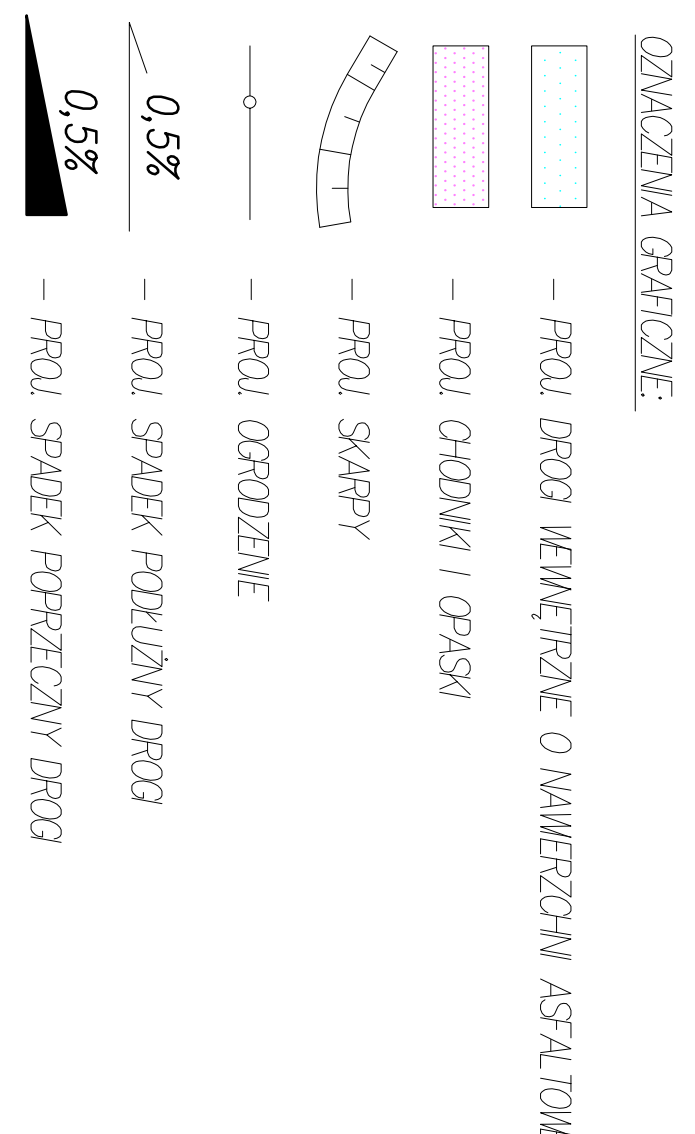 OZNACZENIA GRAFICZNE:
— PROJ. DROGI WEWNĘTRZNE O NAWIERZCHNI
— PROJ. CHODNIKI I OPASKI
— PROJ. SKARPY
— PROJ. OGRODZENIE
0,5% — PROJ. SPADEK PODŁUŻNY DROGI
0,5% — PROJ. SPADEK POPRZECZNY DROGI